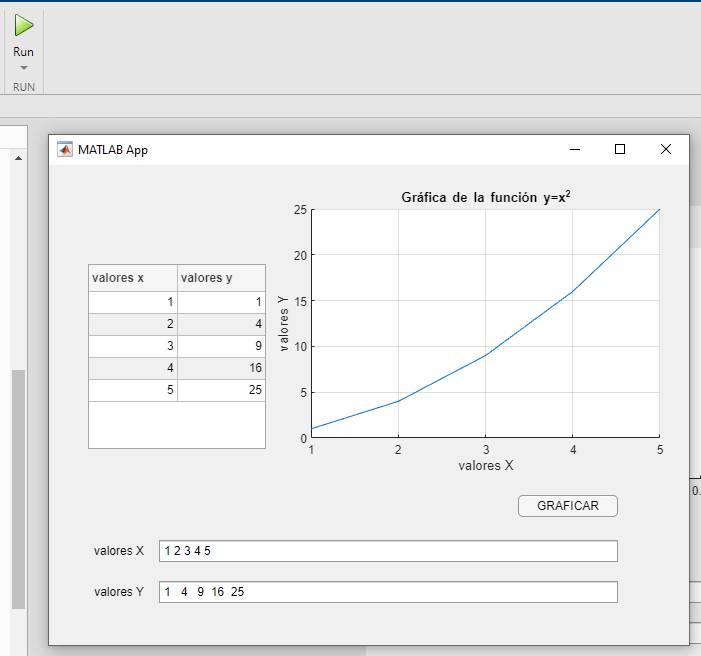 Run
RUN
MATLAB App
valores x valores y
1 1
2 4
3 9
4 16
5 25
Gráfica de la función y=x²
25
20
15
10
5
0
valores Y
1 2 3 4 5
valores X
0.
GRAFICAR
valores X 1 2 3 4 5
valores Y 1 4 9 16 25